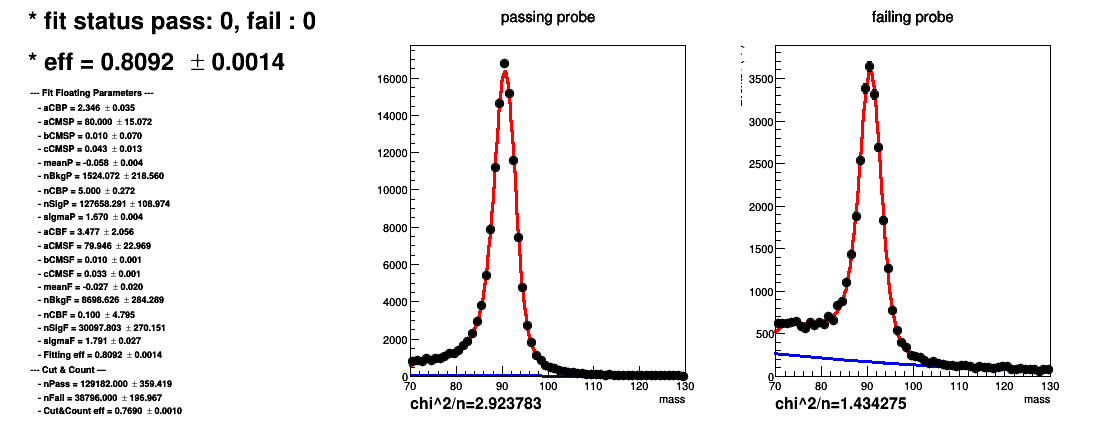 * fit status pass: 0, fail : 0
* eff = 0.8092 ± 0.0014
--- Fit Floating Parameters ---
- aCBP = 2.346 ± 0.035
- aCMSP = 80.000 ± 15.072
- bCMSP = 0.010 ± 0.070
- cCMSP = 0.043 ± 0.013
- meanP = -0.058 ± 0.004
- nBkgP = 1524.072 ± 218.560
- nCBP = 5.000 ± 0.272
- nSigP = 127658.291 ± 108.974
- sigmaP = 1.670 ± 0.004
- aCBF = 3.477 ± 2.056
- aCMSF = 79.946 ± 22.969
- bCMSF = 0.010 ± 0.001
- cCMSF = 0.033 ± 0.001
- meanF = -0.027 ± 0.020
- nBkgF = 8698.626 ± 284.289
- nCBF = 0.100 ± 4.795
- nSigF = 30097.803 ± 270.151
- sigmaF = 1.791 ± 0.027
- Fitting eff = 0.8092 ± 0.0014
--- Cut & Count ---
- nPass = 129182.000 ± 359.419
- nFail = 38796.000 ± 196.967
- Cut&Count eff = 0.7690 ± 0.0010
passing probe
16000
14000
12000
10000
8000
6000
4000
2000
0
70 80 90 100 110 120 130
mass
chi^2/n=2.923783
failing probe
3500
3000
2500
2000
1500
1000
500
0
70 80 90 100 110 120 130
mass
chi^2/n=1.434275